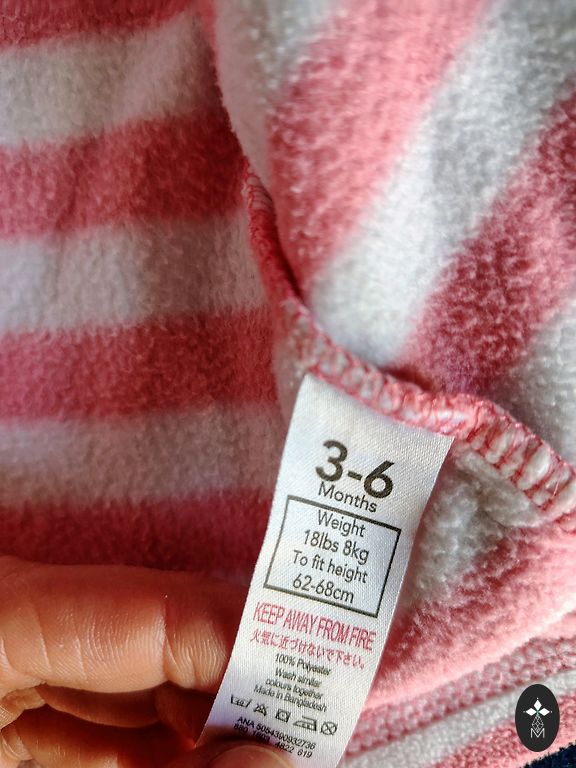 3-6
Months
Weight
18lbs 8kg
To fit height
62-68cm
KEEP AWAY FROM FIRE
火気に近づけないで下さい。
100% Polyester
Wash similar
colours together
Made in Bangladesh
M